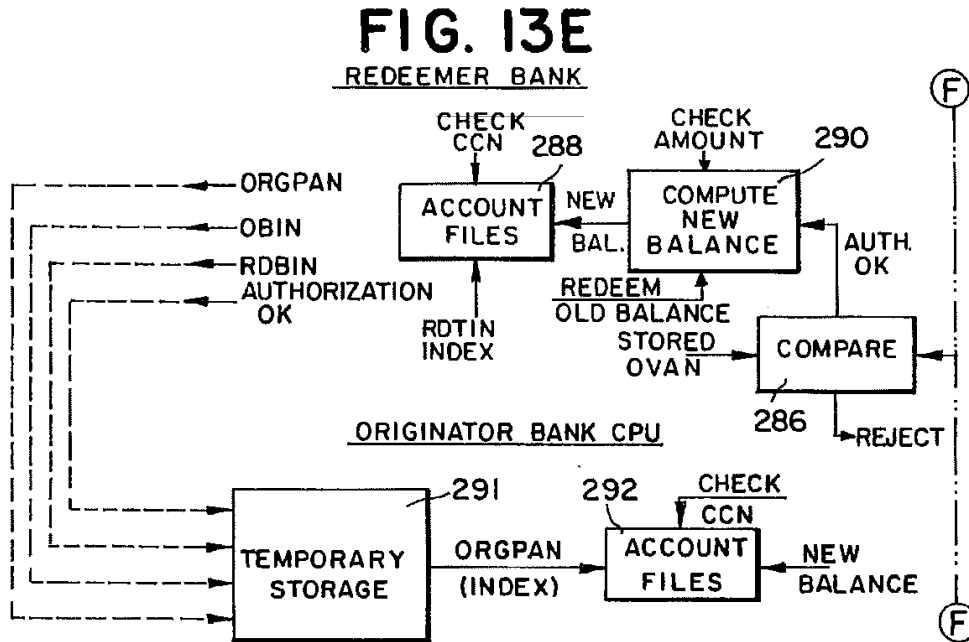 FIG. 13E
REDEEMER BANK
F
CHECK
CCN
288
CHECK
AMOUNT
290
ORGPAN
OBIN
RDBIN
AUTHORIZATION
OK
ACCOUNT
FILES
NEW
BAL.
COMPUTE
NEW
BALANCE
AUTH.
OK
RDTIN
INDEX
REDEEM
OLD BALANCE
STORED
OVAN
COMPARE
286
REJECT
ORIGINATOR BANK CPU
291
TEMPORARY
STORAGE
ORGPAN
(INDEX)
292
CHECK
CCN
ACCOUNT
FILES
NEW
BALANCE
F